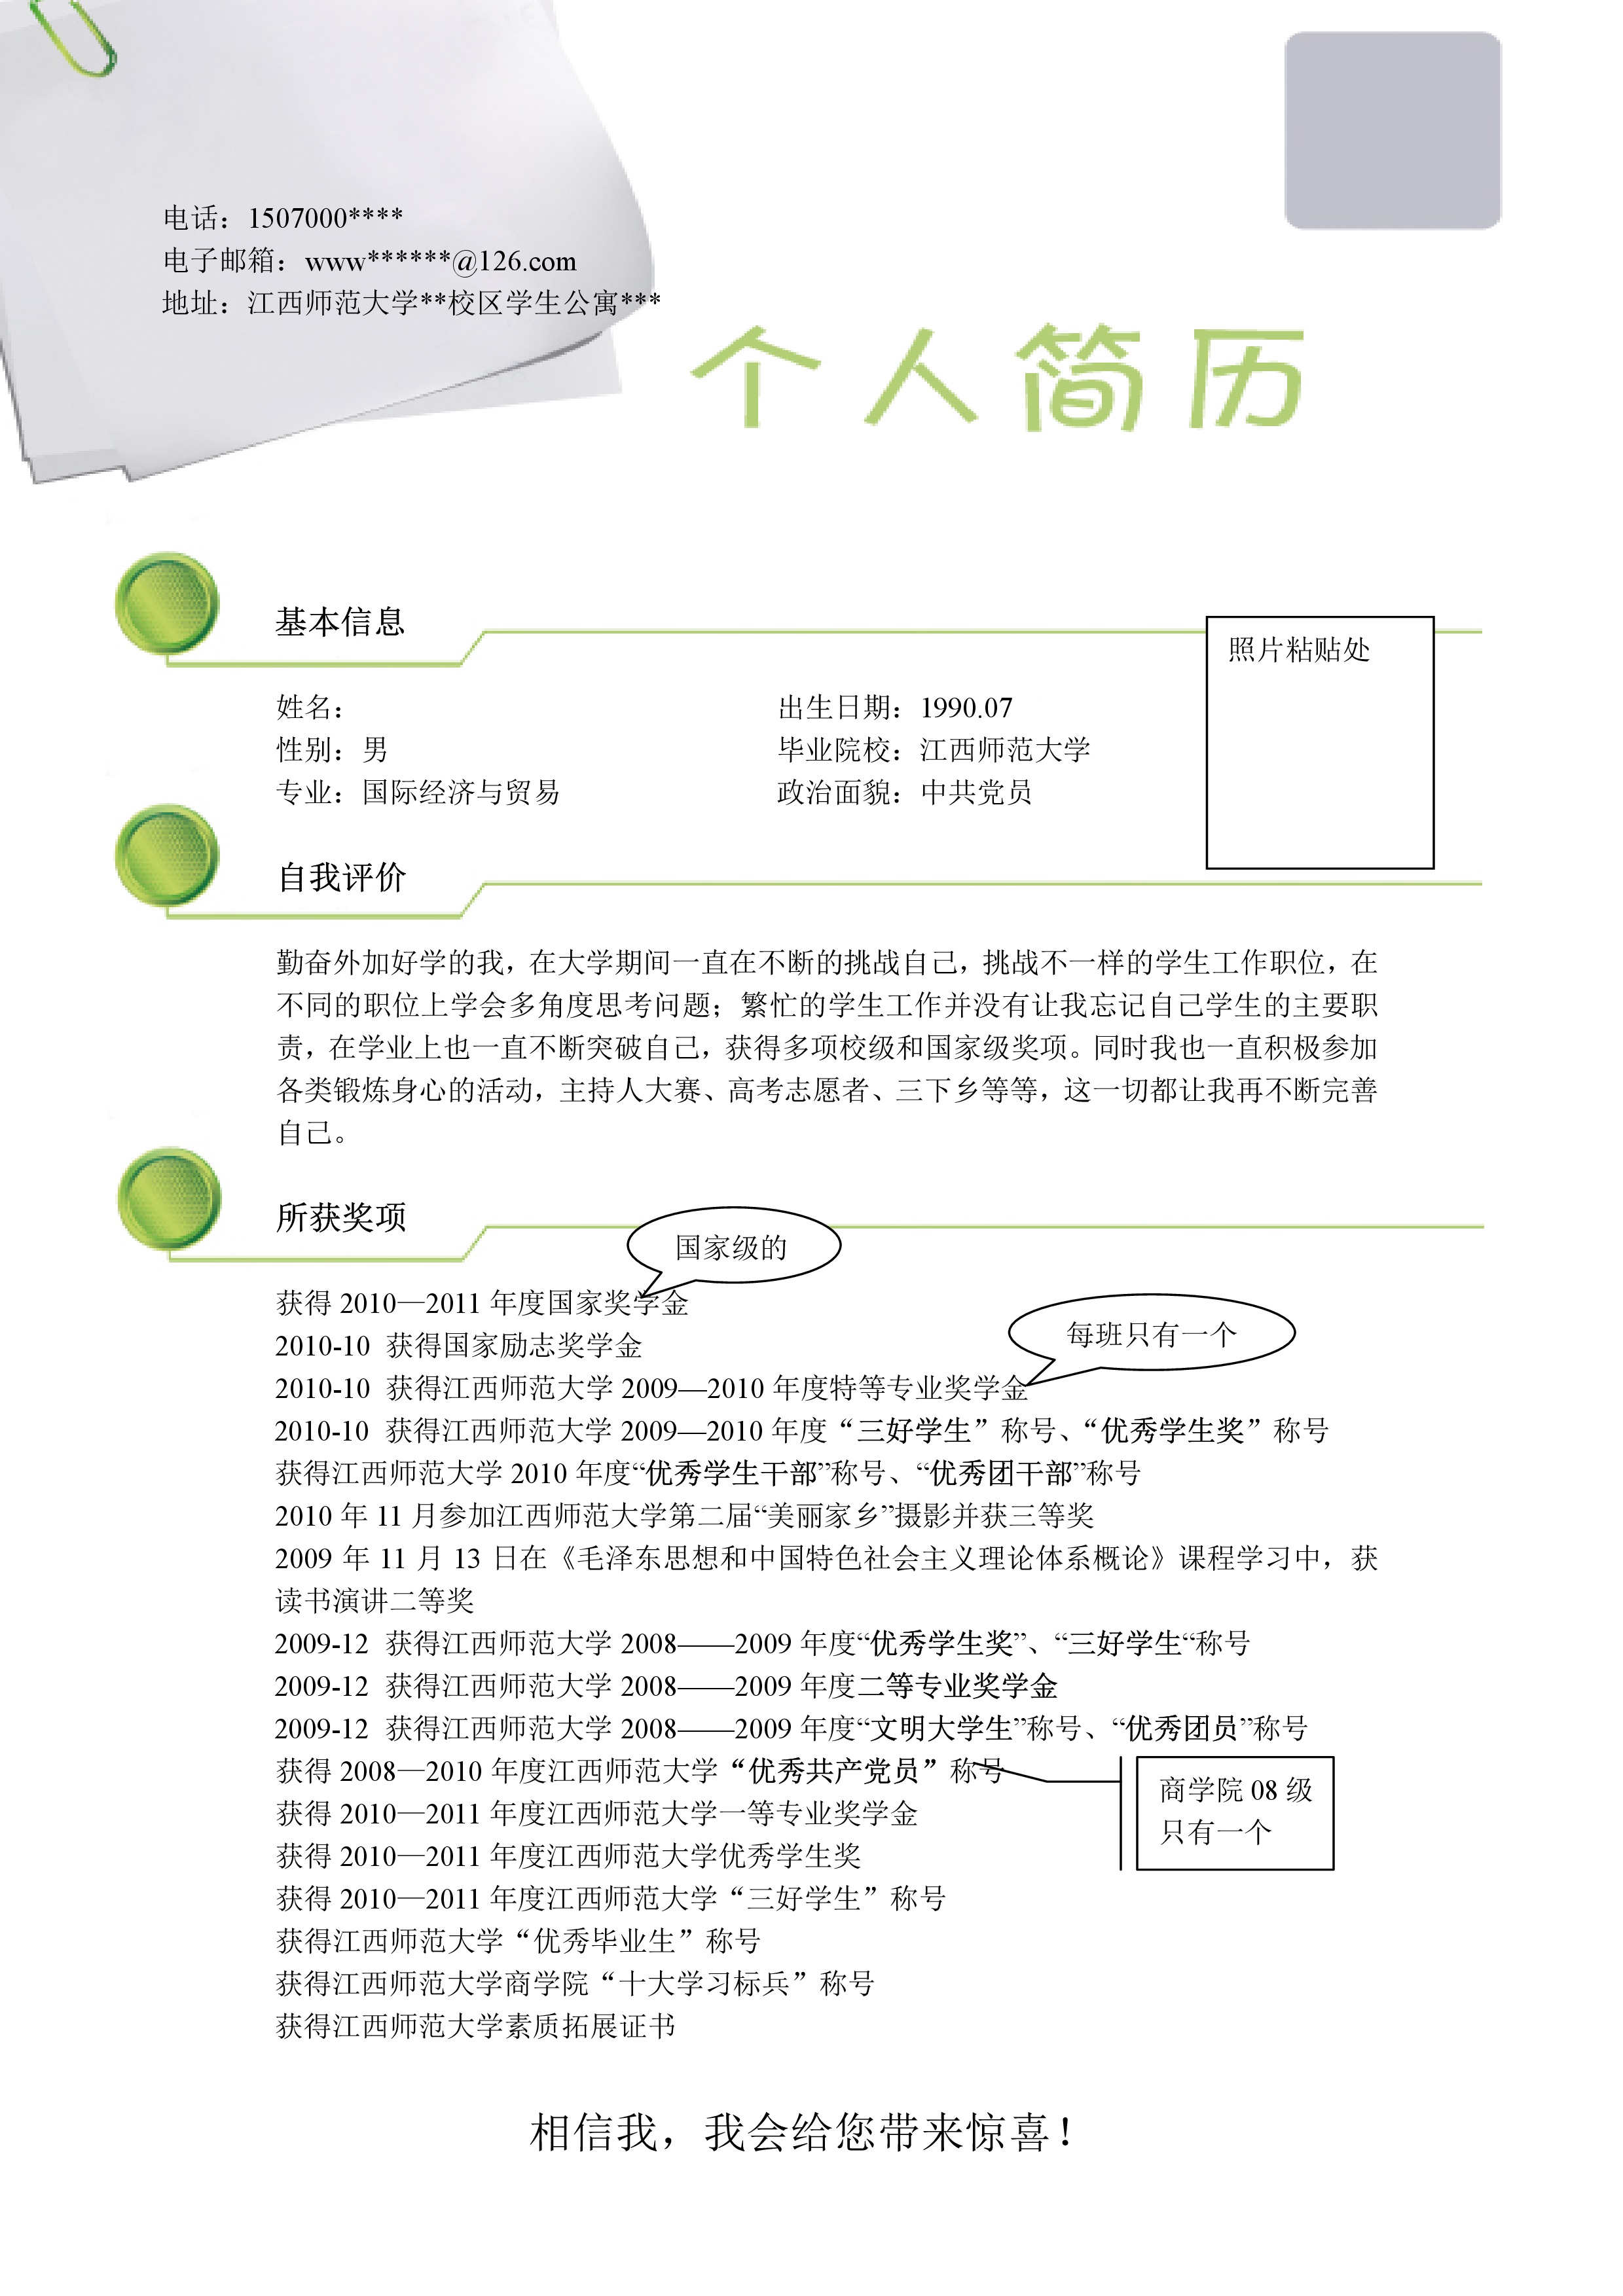 电话：1507000****
电子邮箱：www******@126.com
地址：江西师范大学**校区学生公寓***
个人简历
基本信息
照片粘贴处
姓名：
出生日期：1990.07
性别：男
毕业院校：江西师范大学
专业：国际经济与贸易
政治面貌：中共党员
自我评价
勤奋外加好学的我，在大学期间一直在不断的挑战自己，挑战不一样的学生工作职位，在
不同的职位上学会多角度思考问题；繁忙的学生工作并没有让我忘记自己学生的主要职
责，在学业上也一直不断突破自己，获得多项校级和国家级奖项。同时我也一直积极参加
各类锻炼身心的活动，主持人大赛、高考志愿者、三下乡等等，这一切都让我再不断完善
自己。
所获奖项
国家级的
获得 2010—2011 年度国家奖学金
每班只有一个
2010-10 获得国家励志奖学金
2010-10 获得江西师范大学 2009—2010 年度特等专业奖学金
2010-10 获得江西师范大学 2009—2010 年度“三好学生”称号、“优秀学生奖”称号
获得江西师范大学 2010 年度“优秀学生干部”称号、“优秀团干部”称号
2010 年 11 月参加江西师范大学第二届“美丽家乡”摄影并获三等奖
2009 年 11 月 13 日在《毛泽东思想和中国特色社会主义理论体系概论》课程学习中，获
读书演讲二等奖
2009-12 获得江西师范大学 2008——2009 年度“优秀学生奖”、“三好学生“称号
2009-12 获得江西师范大学 2008——2009 年度二等专业奖学金
2009-12 获得江西师范大学 2008——2009 年度“文明大学生”称号、“优秀团员”称号
获得 2008—2010 年度江西师范大学“优秀共产党员”称号
商学院 08 级
只有一个
获得 2010—2011 年度江西师范大学一等专业奖学金
获得 2010—2011 年度江西师范大学优秀学生奖
获得 2010—2011 年度江西师范大学“三好学生”称号
获得江西师范大学“优秀毕业生”称号
获得江西师范大学商学院“十大学习标兵”称号
获得江西师范大学素质拓展证书
相信我，我会给您带来惊喜！